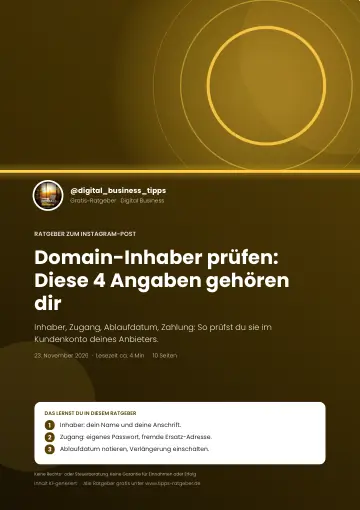 @digital_business_tipps
Gratis-Ratgeber · Digital Business
RATGEBER ZUM INSTAGRAM-POST
Domain-Inhaber prüfen:
Diese 4 Angaben gehören
dir
Inhaber, Zugang, Ablaufdatum, Zahlung: So prüfst du sie im
Kundenkonto deines Anbieters.
23. November 2026 · Lesezeit ca. 4 Min · 10 Seiten
DAS LERNST DU IN DIESEM RATGEBER
1 Inhaber: dein Name und deine Anschrift.
2 Zugang: eigenes Passwort, fremde Ersatz-Adresse.
3 Ablaufdatum notieren, Verlängerung einschalten.
Keine Rechts- oder Steuerberatung. Keine Garantie für Einnahmen oder Erfolg.
Inhalt KI-generiert · Alle Ratgeber gratis unter www.tipps-ratgeber.de